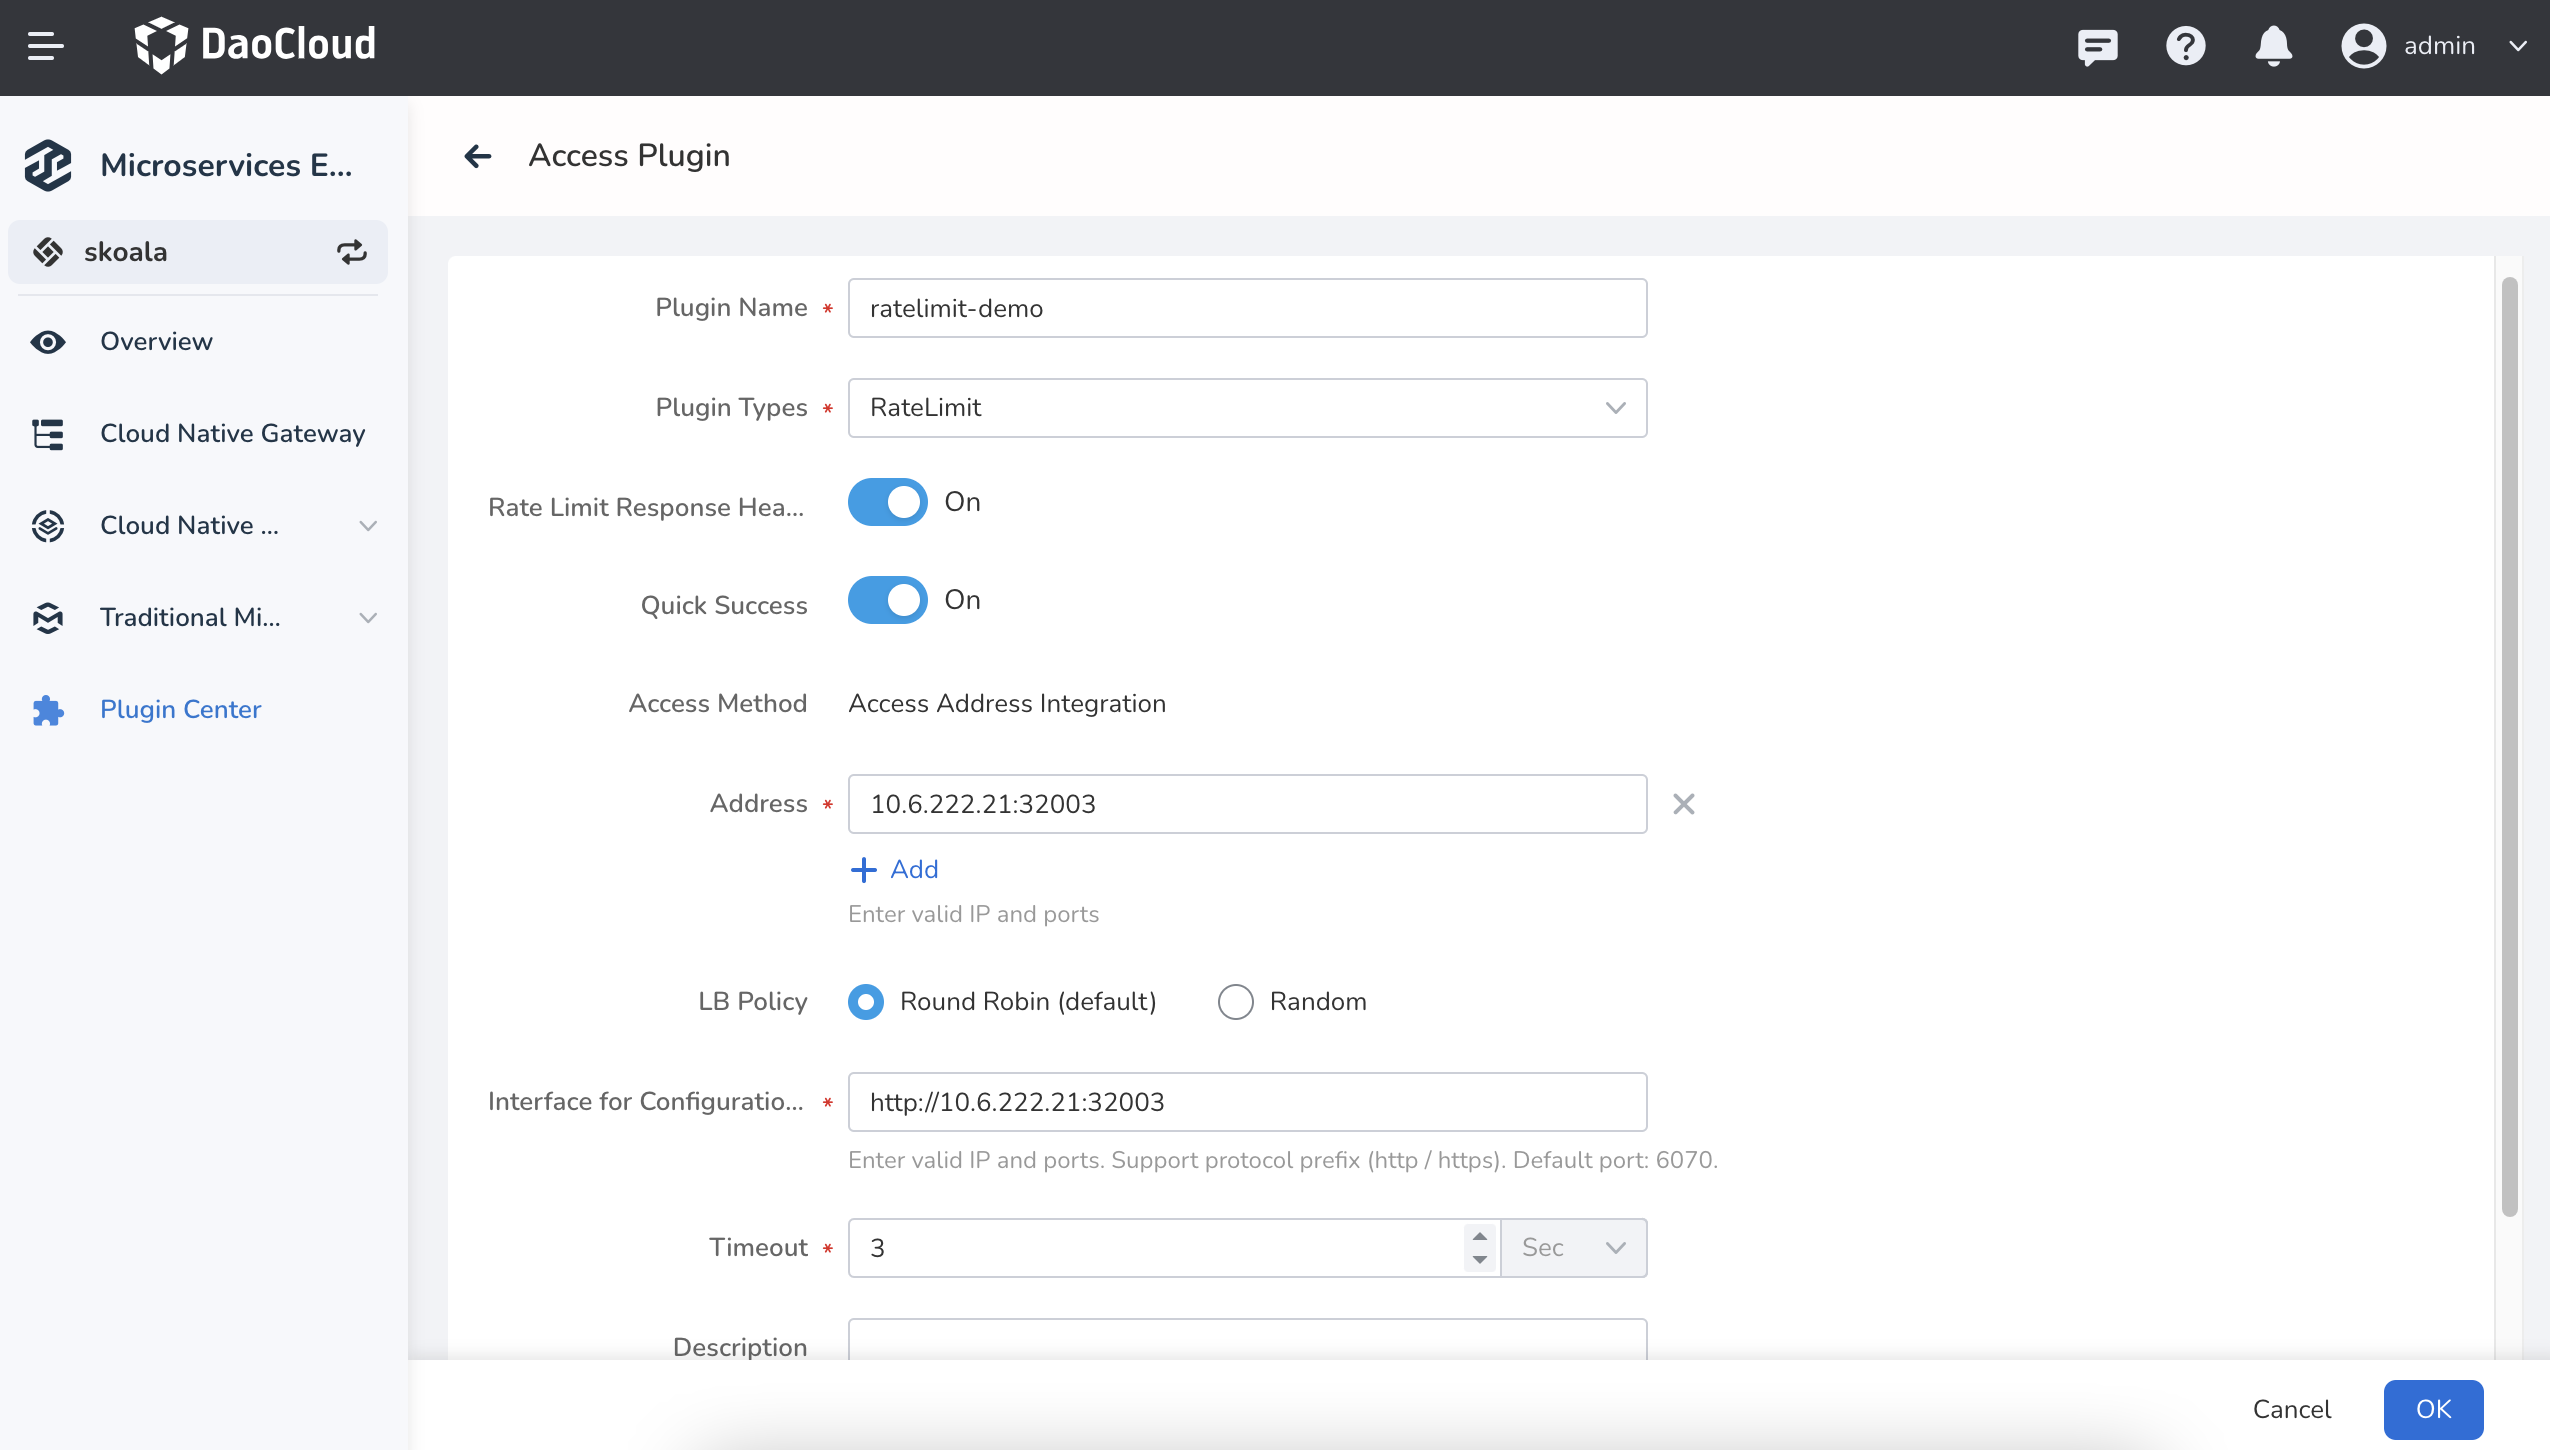 DaoCloud
admin
Microservices E...
skoala
Overview
Cloud Native Gateway
Cloud Native ...
Traditional Mi...
Plugin Center
Access Plugin
Plugin Name * ratelimit-demo
Plugin Types * RateLimit
Rate Limit Response Hea... On
Quick Success On
Access Method Access Address Integration
Address * 10.6.222.21:32003
Add
Enter valid IP and ports
LB Policy Round Robin (default) Random
Interface for Configuratio... * http://10.6.222.21:32003
Enter valid IP and ports. Support protocol prefix (http / https). Default port: 6070.
Timeout * 3 Sec
Description
Cancel OK